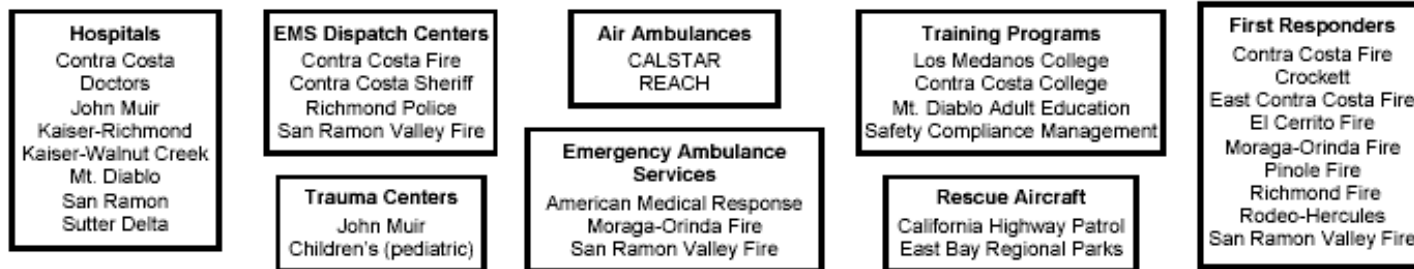 Hospitals
Contra Costa
Doctors
John Muir
Kaiser-Richmond
Kaiser-Walnut Creek
Mt. Diablo
San Ramon
Sutter Delta
EMS Dispatch Centers
Contra Costa Fire
Contra Costa Sheriff
Richmond Police
San Ramon Valley Fire
Trauma Centers
John Muir
Children's (pediatric)
Air Ambulances
CALSTAR
REACH
Emergency Ambulance
Services
American Medical Response
Moraga-Orinda Fire
San Ramon Valley Fire
Training Programs
Los Medanos College
Contra Costa College
Mt. Diablo Adult Education
Safety Compliance Management
Rescue Aircraft
California Highway Patrol
East Bay Regional Parks
First Responders
Contra Costa Fire
Crockett
East Contra Costa Fire
El Cerrito Fire
Moraga-Orinda Fire
Pinole Fire
Richmond Fire
Rodeo-Hercules
San Ramon Valley Fire